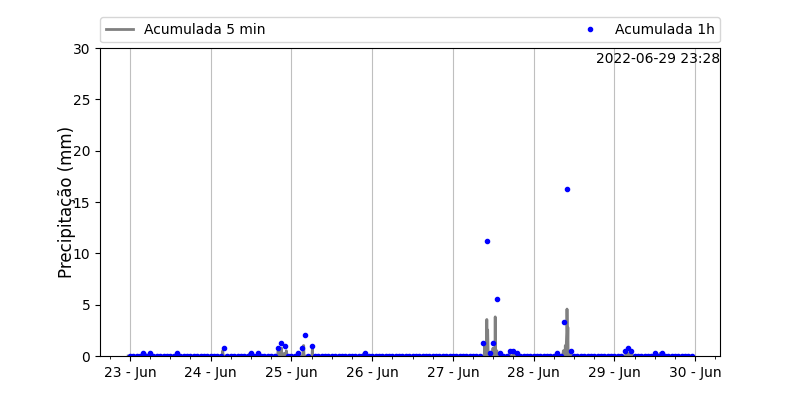 Acumulada 5 min
Acumulada 1h
2022-06-29 23:28
Precipitação (mm)
30
25
20
15
10
5
0
23 - Jun
24 - Jun
25 - Jun
26 - Jun
27 - Jun
28 - Jun
29 - Jun
30 - Jun